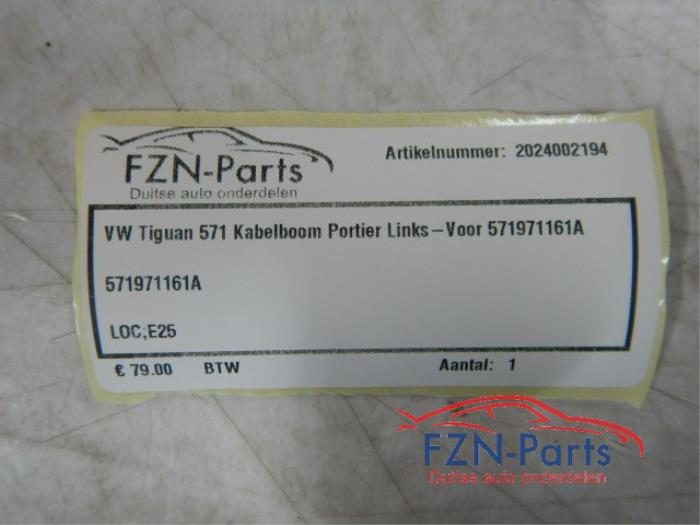 FZN-Parts
Duitse auto onderdelen
Artikelnummer: 2024002194
VW Tiguan 571 Kabelboom Portier Links-Voor 571971161A
571971161A
LOC,E25
€ 79.00 BTW Aantal: 1
FZN-Parts
Duitse auto onderdelen